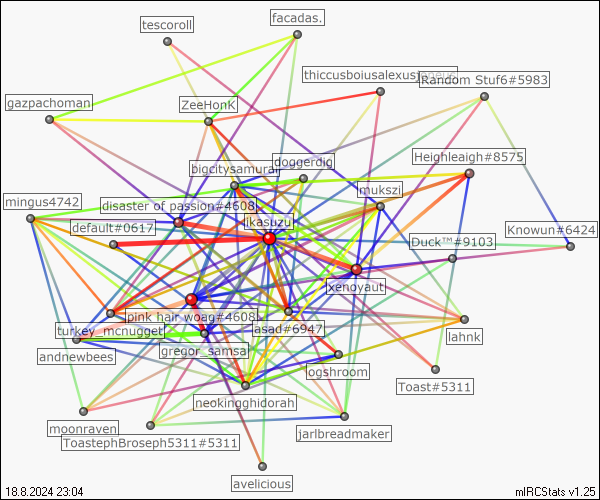 facadas.
tescoroll
thiccusboiusalexus
Random Stuf6#5983
gazpachoman
ZeeHonK
doggerdig
Heighleaigh#8575
bigcitysamurai
mukszi
mingus4742
disaster of passion#4608
ikasuzu
default#0617
Knowun#6424
Duck™#9103
xenoyaut
pink hair woag#4608
turkey_mcnugget
asad#6947
lahnk
andnewbees
gregor_samsa
logshroom
Toast#5311
neokingghidorah
moonraven
jarlbreadmaker
ToastephBroseph5311#5311
avelicious
18.8.2024 23:04
mIRCStats v1.25